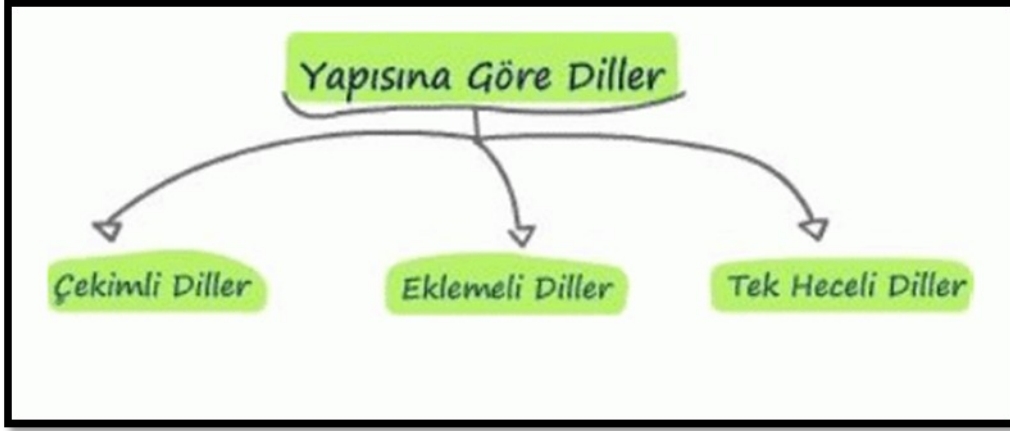 Yapısına Göre Diller
Çekimli Diller
Eklemeli Diller
Tek Heceli Diller